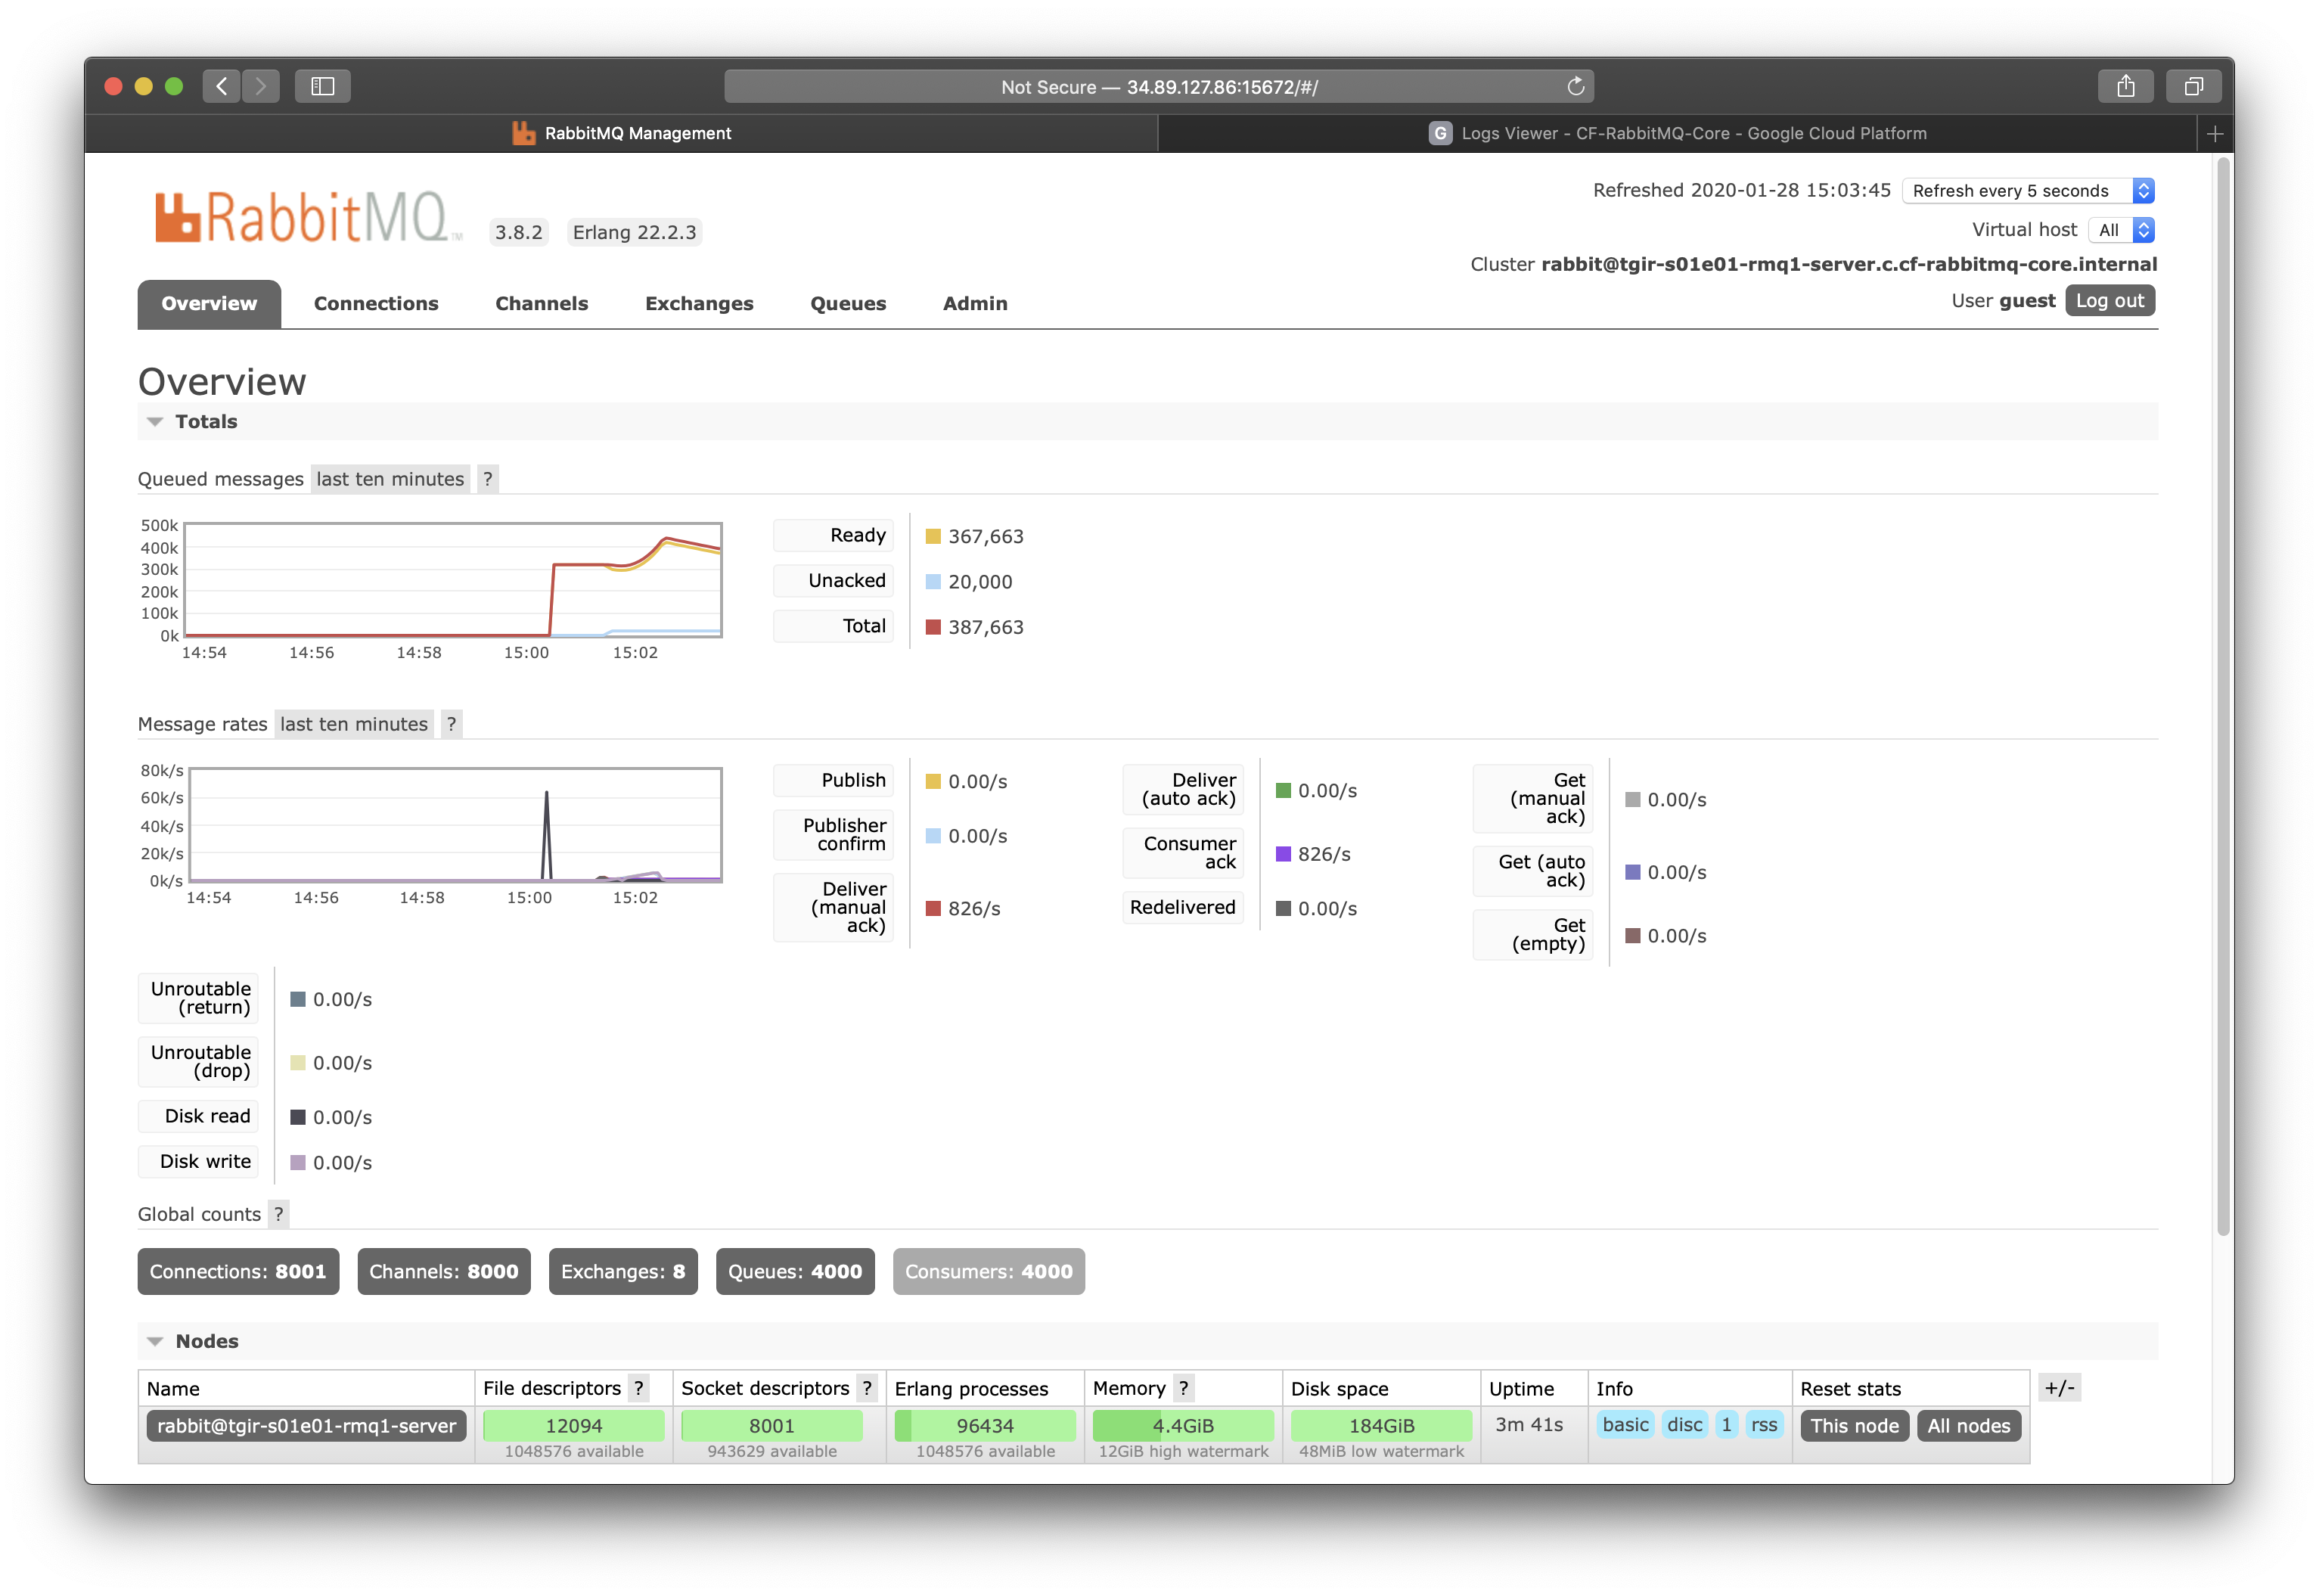 Not Secure — 34.89.127.86:15672/#/
RabbitMQ Management
G Logs Viewer - CF-RabbitMQ-Core - Google Cloud Platform
RabbitMQ TM 3.8.2 Erlang 22.2.3
Refreshed 2020-01-28 15:03:45 Refresh every 5 seconds
Virtual host All
Cluster rabbit@tgir-s01e01-rmq1-server.c.cf-rabbitmq-core.internal
User guest Log out
Overview Connections Channels Exchanges Queues Admin
Overview
Totals
Queued messages last ten minutes ?
500k
400k
300k
200k
100k
0k
14:54 14:56 14:58 15:00 15:02
Ready 367,663
Unacked 20,000
Total 387,663
Message rates last ten minutes ?
80k/s
60k/s
40k/s
20k/s
0k/s
14:54 14:56 14:58 15:00 15:02
Publish 0.00/s
Publisher
confirm 0.00/s
Deliver
(manual
ack) 826/s
Deliver
(auto ack) 0.00/s
Consumer
ack 826/s
Redelivered 0.00/s
Get
(manual
ack) 0.00/s
Get (auto
ack) 0.00/s
Get
(empty) 0.00/s
Unroutable
(return) 0.00/s
Unroutable
(drop) 0.00/s
Disk read 0.00/s
Disk write 0.00/s
Global counts ?
Connections: 8001 Channels: 8000 Exchanges: 8 Queues: 4000 Consumers: 4000
Nodes
Name File descriptors ? Socket descriptors ? Erlang processes Memory ? Disk space Uptime Info Reset stats +/-
rabbit@tgir-s01e01-rmq1-server 12094 8001 96434 4.4GiB 184GiB 3m 41s basic disc 1 rss This node All nodes
1048576 available 943629 available 1048576 available 12GiB high watermark 48MiB low watermark